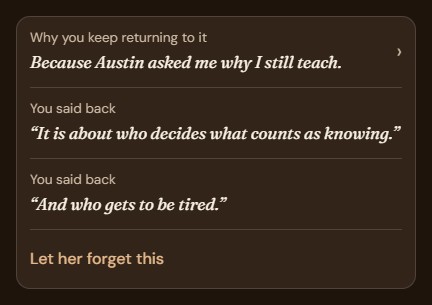 Why you keep returning to it
Because Austin asked me why I still teach.
You said back
“It is about who decides what counts as knowing.”
You said back
“And who gets to be tired.”
Let her forget this